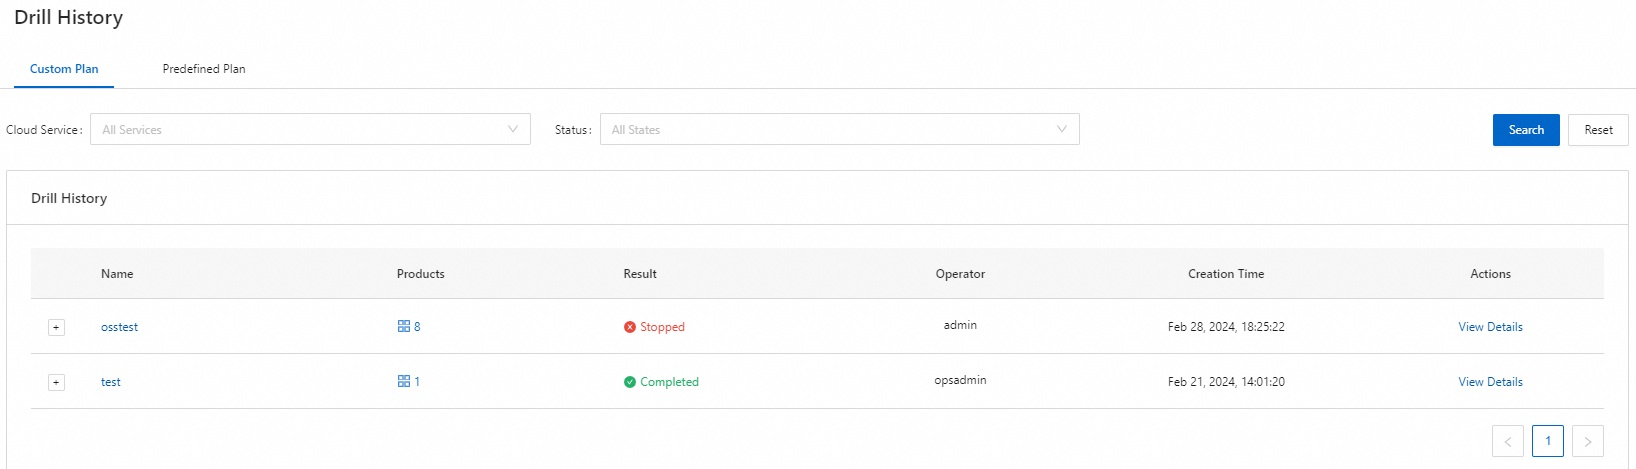 Drill History
Custom Plan Predefined Plan
Cloud Service: All Services Status: All States Search Reset
Drill History
Name Products Result Operator Creation Time Actions
+ osstest 8 Stopped admin Feb 28, 2024, 18:25:22 View Details
+ test 1 Completed opsadmin Feb 21, 2024, 14:01:20 View Details
< 1 >